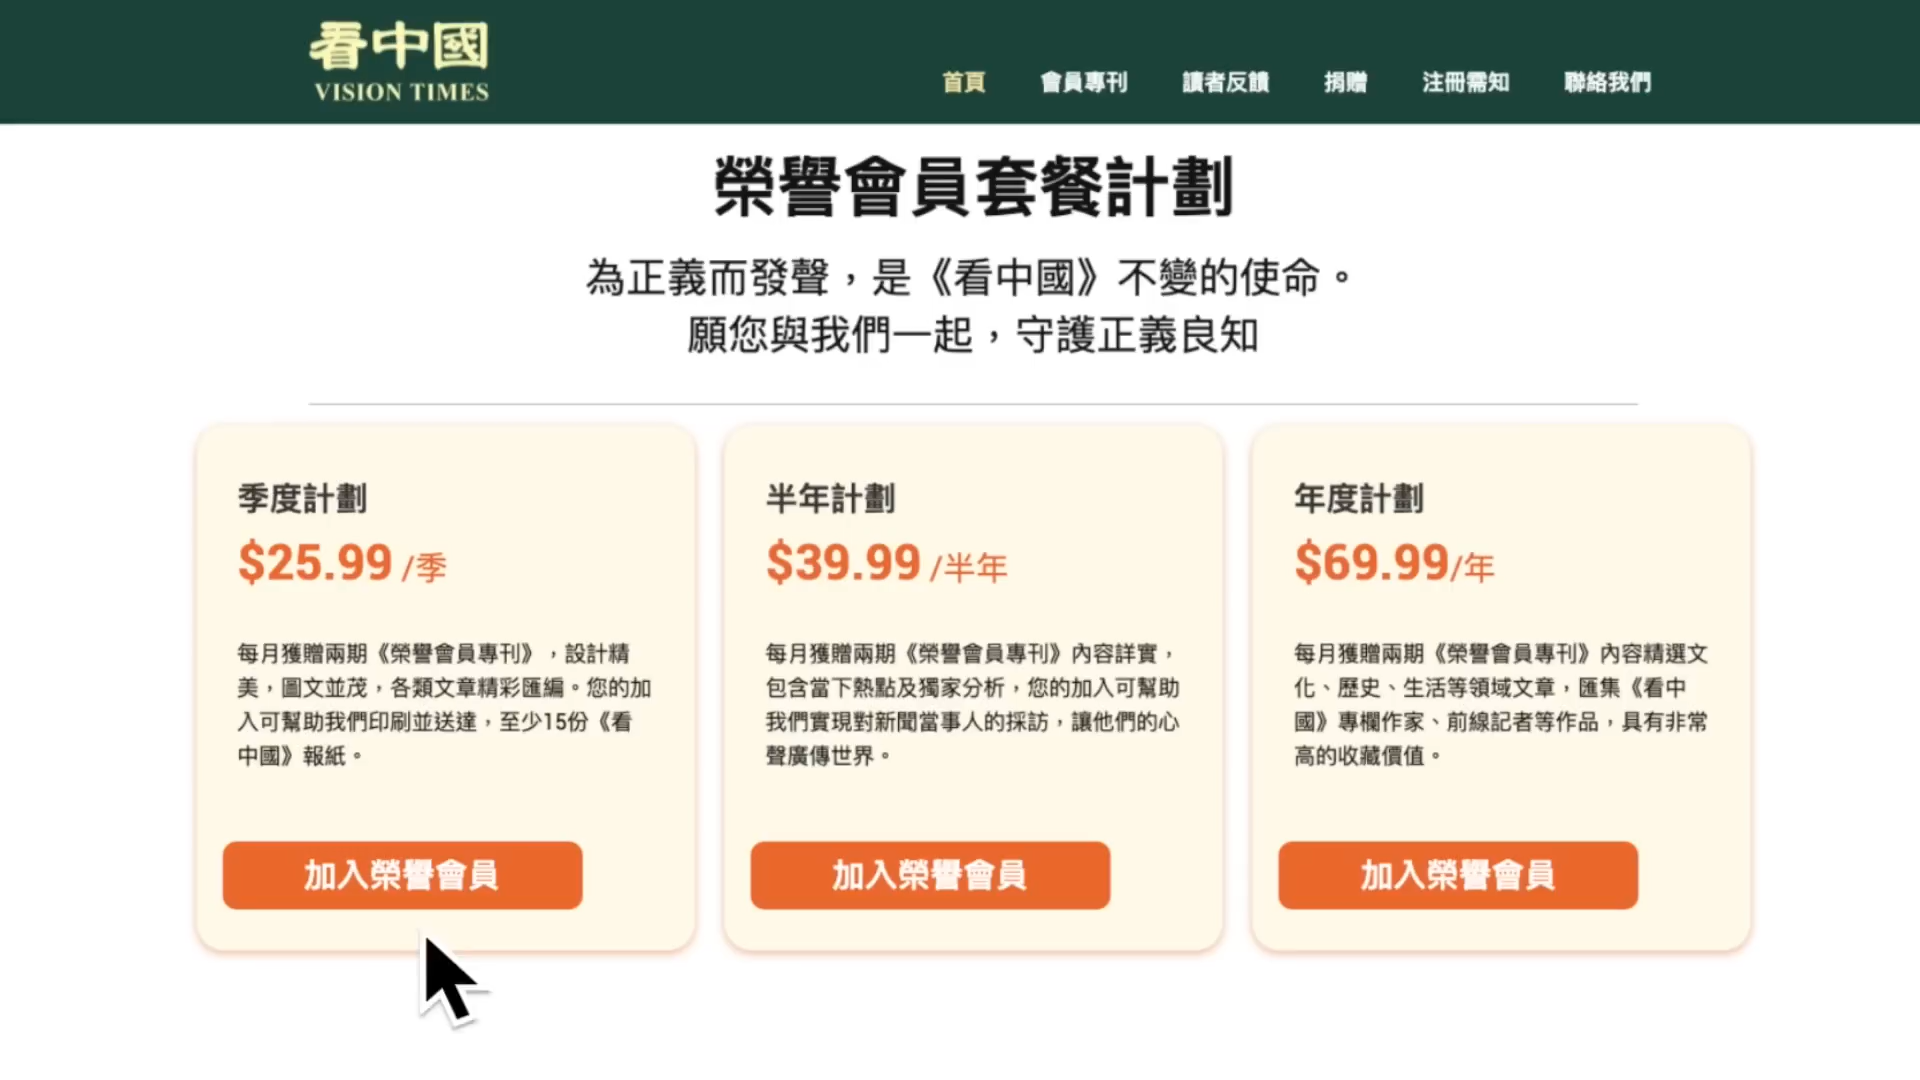 看中國
VISION TIMES
首頁
會員專刊
讀者反饋
捐贈
注冊需知
聯絡我們
榮譽會員套餐計劃
為正義而發聲，是《看中國》不變的使命。
願您與我們一起，守護正義良知
季度計劃
$25.99 /季
每月獲贈兩期《榮譽會員專刊》，設計精
美，圖文並茂，各類文章精彩匯編。您的加
入可幫助我們印刷並送達，至少15份《看
中國》報紙。
加入榮譽會員
半年計劃
$39.99 /半年
每月獲贈兩期《榮譽會員專刊》內容詳實，
包含當下熱點及獨家分析，您的加入可幫助
我們實現對新聞當事人的採訪，讓他們的心
聲廣傳世界。
加入榮譽會員
年度計劃
$69.99/年
每月獲贈兩期《榮譽會員專刊》內容精選文
化、歷史、生活等領域文章，匯集《看中
國》專欄作家、前線記者等作品，具有非常
高的收藏價值。
加入榮譽會員